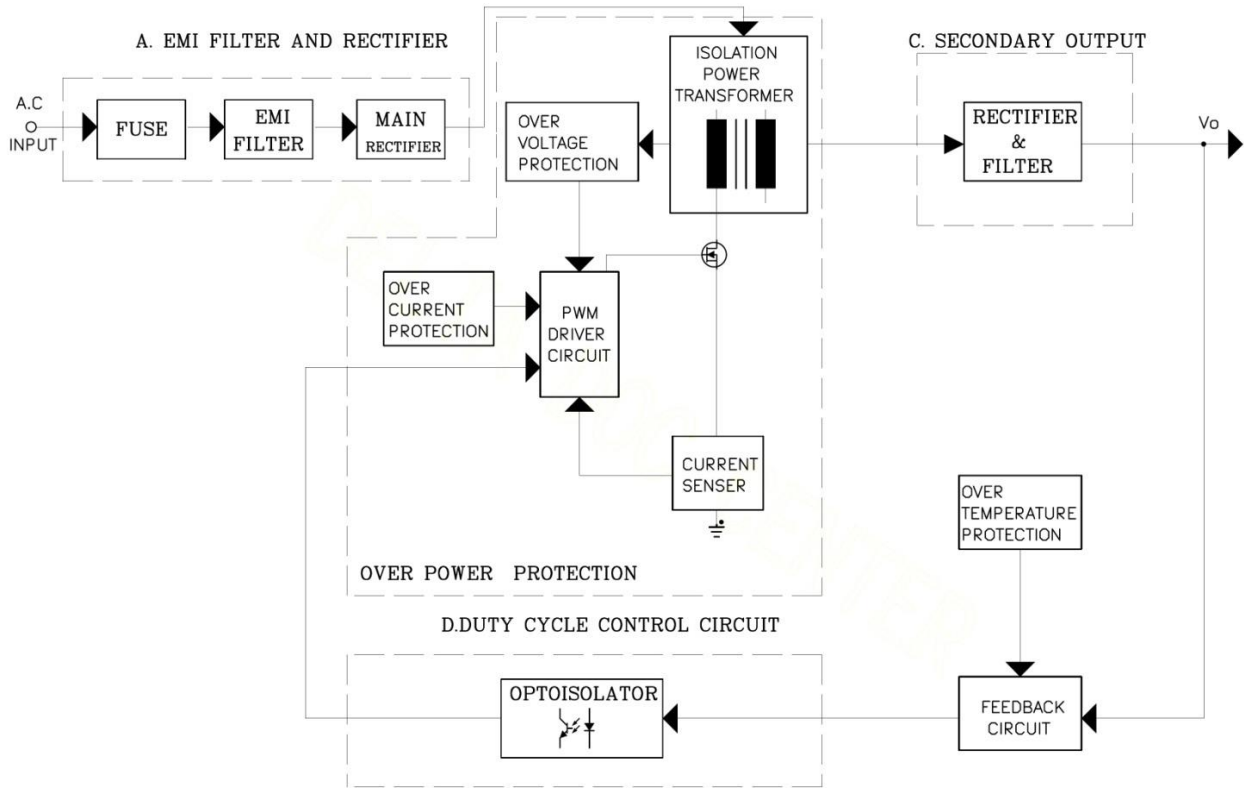 A. EMI FILTER AND RECTIFIER
A.C
INPUT
FUSE
EMI
FILTER
MAIN
RECTIFIER
ISOLATION
POWER
TRANSFORMER
OVER
VOLTAGE
PROTECTION
C. SECONDARY OUTPUT
RECTIFIER
&
FILTER
Vo
OVER
CURRENT
PROTECTION
PWM
DRIVER
CIRCUIT
CURRENT
SENSER
OVER POWER PROTECTION
OVER
TEMPERATURE
PROTECTION
D.DUTY CYCLE CONTROL CIRCUIT
OPTOISOLATOR
FEEDBACK
CIRCUIT